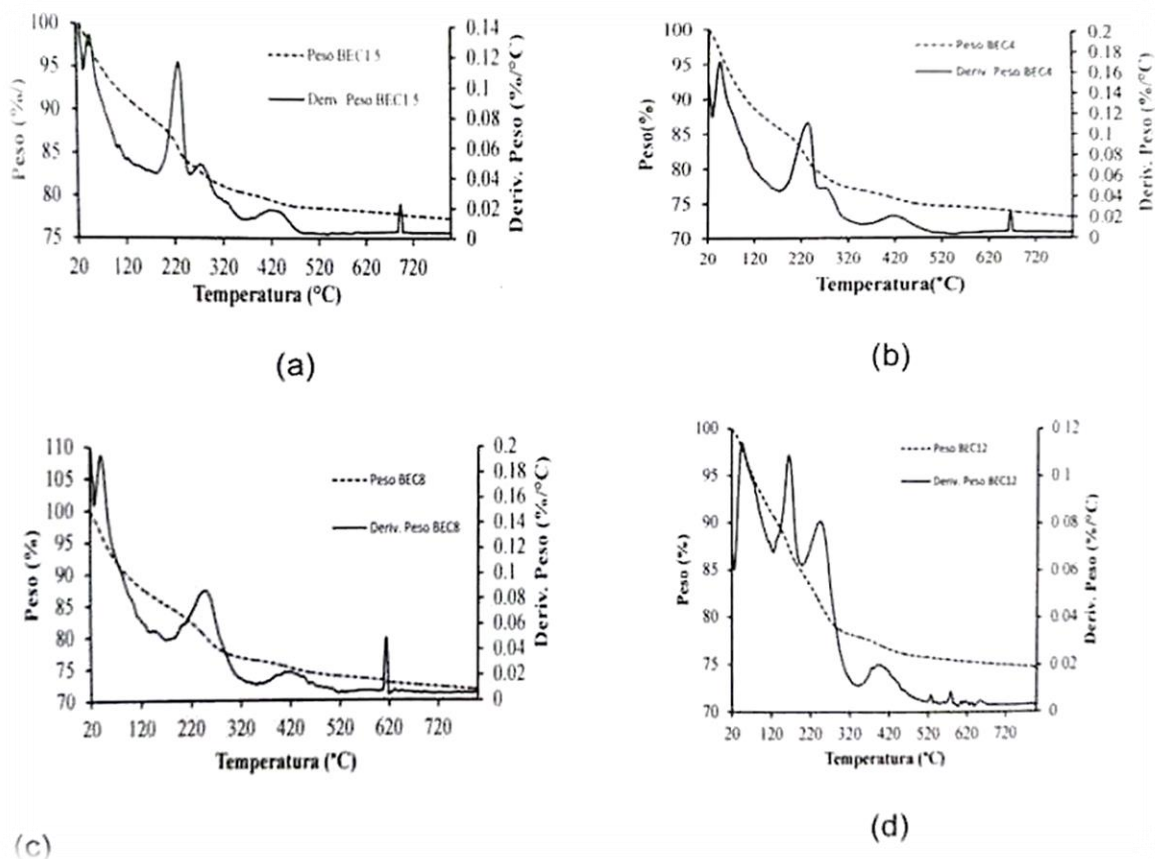 100
95
90
85
80
75
Peso (%)
0.14
0.12
0.1
0.08
0.06
0.04
0.02
0
Deriv. Peso (%/°C)
Peso BEC1 5
Deriv. Peso BEC1 5
20 120 220 320 420 520 620 720
Temperatura (°C)
(a)
100
95
90
85
80
75
70
Peso(%)
0.2
0.18
0.16
0.14
0.12
0.1
0.08
0.06
0.04
0.02
0
Deriv. Peso (%/°C)
Peso BEC4
Deriv. Peso BEC4
20 120 220 320 420 520 620 720
Temperatura(°C)
(b)
110
105
100
95
90
85
80
75
70
Peso (%)
0.2
0.18
0.16
0.14
0.12
0.1
0.08
0.06
0.04
0.02
0
Deriv. Peso (%/°C)
Peso BEC8
Deriv. Peso BEC8
20 120 220 320 420 520 620 720
Temperatura (°C)
(c)
100
95
90
85
80
75
70
Peso (%)
0 12
0 1
0 08
0 06
0 04
0 02
0
Deriv. Peso (%/°C)
Peso BEC12
Deriv. Peso BEC12
20 120 220 320 420 520 620 720
Temperatura (°C)
(d)